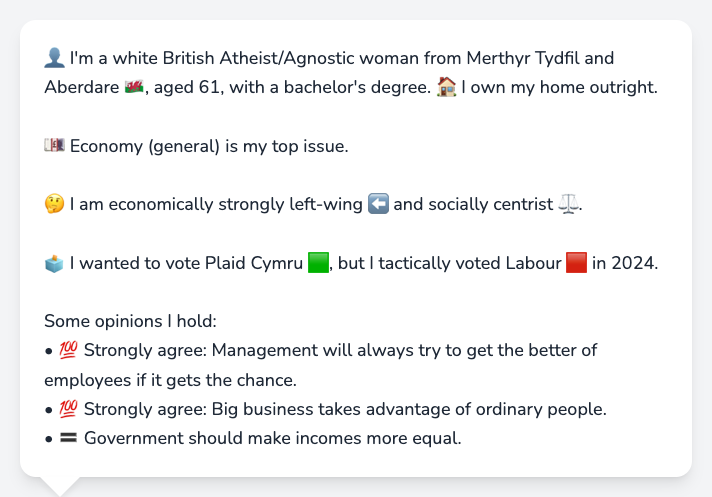 👤 I'm a white British Atheist/Agnostic woman from Merthyr Tydfil and
Aberdare 🏴󠁧󠁢󠁷󠁬󠁳󠁿, aged 61, with a bachelor's degree. 🏠 I own my home outright.
💷 Economy (general) is my top issue.
🤔 I am economically strongly left-wing ⬅️ and socially centrist ⚖️.
🗳️ I wanted to vote Plaid Cymru 🟩, but I tactically voted Labour 🟥 in 2024.
Some opinions I hold:
• 💯 Strongly agree: Management will always try to get the better of
employees if it gets the chance.
• 💯 Strongly agree: Big business takes advantage of ordinary people.
• 🟰 Government should make incomes more equal.